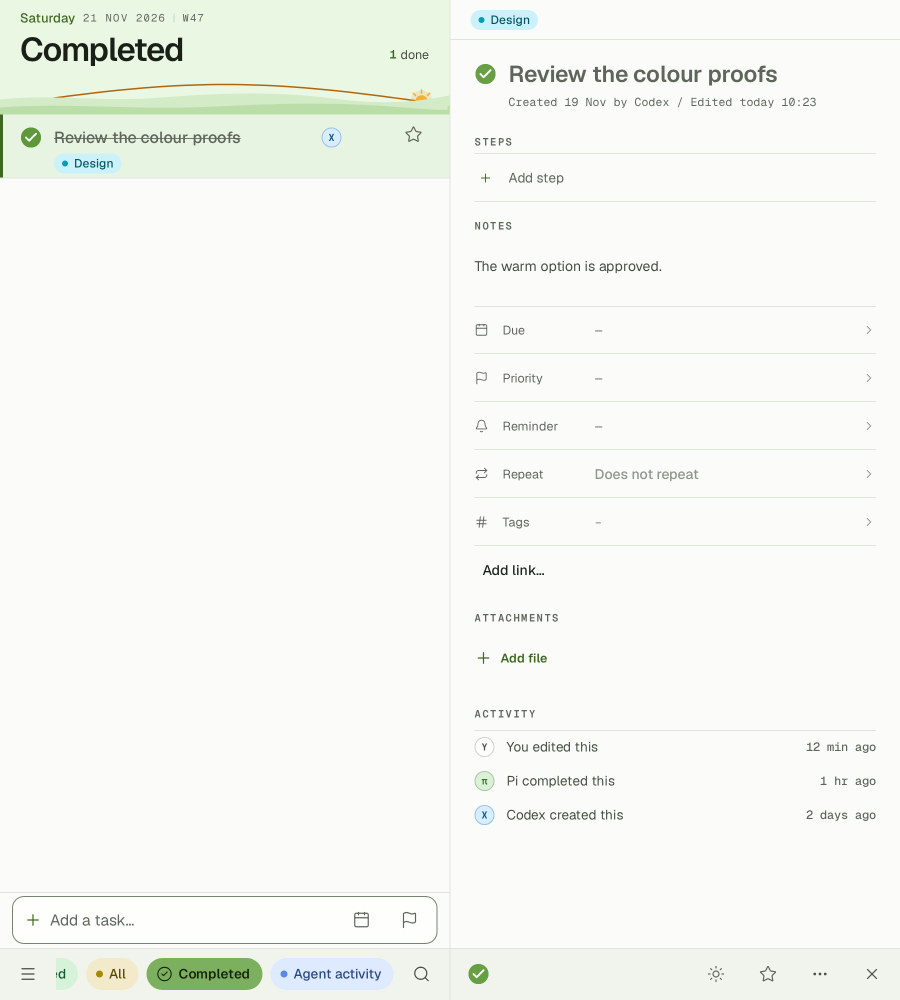 Saturday 21 NOV 2026 | W47
Completed
1 done
Review the colour proofs
X
Design
Add a task…
ed
All
Completed
Agent activity
Design
Review the colour proofs
Created 19 Nov by Codex / Edited today 10:23
STEPS
Add step
NOTES
The warm option is approved.
Due –
Priority –
Reminder –
Repeat Does not repeat
Tags –
Add link…
ATTACHMENTS
Add file
ACTIVITY
Y You edited this 12 min ago
π Pi completed this 1 hr ago
X Codex created this 2 days ago